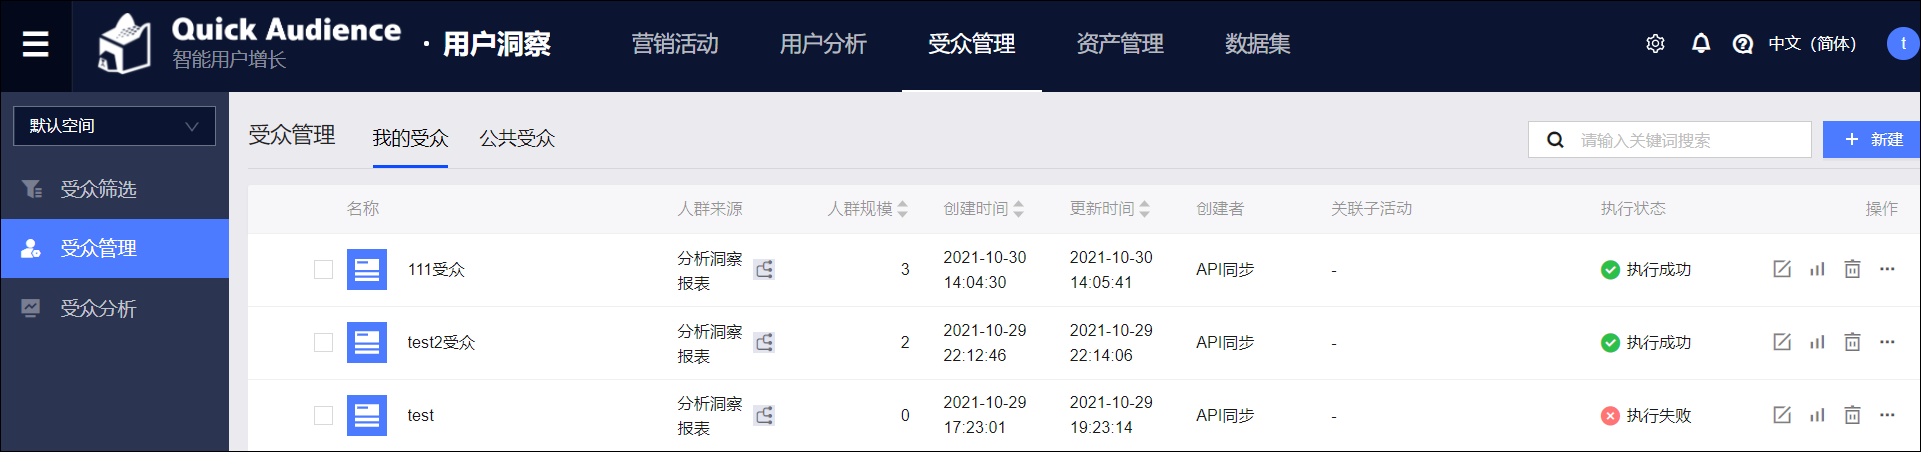 Quick Audience
智能用户增长
· 用户洞察
营销活动
用户分析
受众管理
资产管理
数据集
中文（简体）
t
默认空间
受众筛选
受众管理
受众分析
受众管理
我的受众
公共受众
请输入关键词搜索
+ 新建
名称 人群来源 人群规模 创建时间 更新时间 创建者 关联子活动 执行状态 操作
111受众 分析洞察 3 2021-10-30 2021-10-30 API同步 - 执行成功
报表 14:04:30 14:05:41
test2受众 分析洞察 2 2021-10-29 2021-10-29 API同步 - 执行成功
报表 22:12:46 22:14:06
test 分析洞察 0 2021-10-29 2021-10-29 API同步 - 执行失败
报表 17:23:01 19:23:14